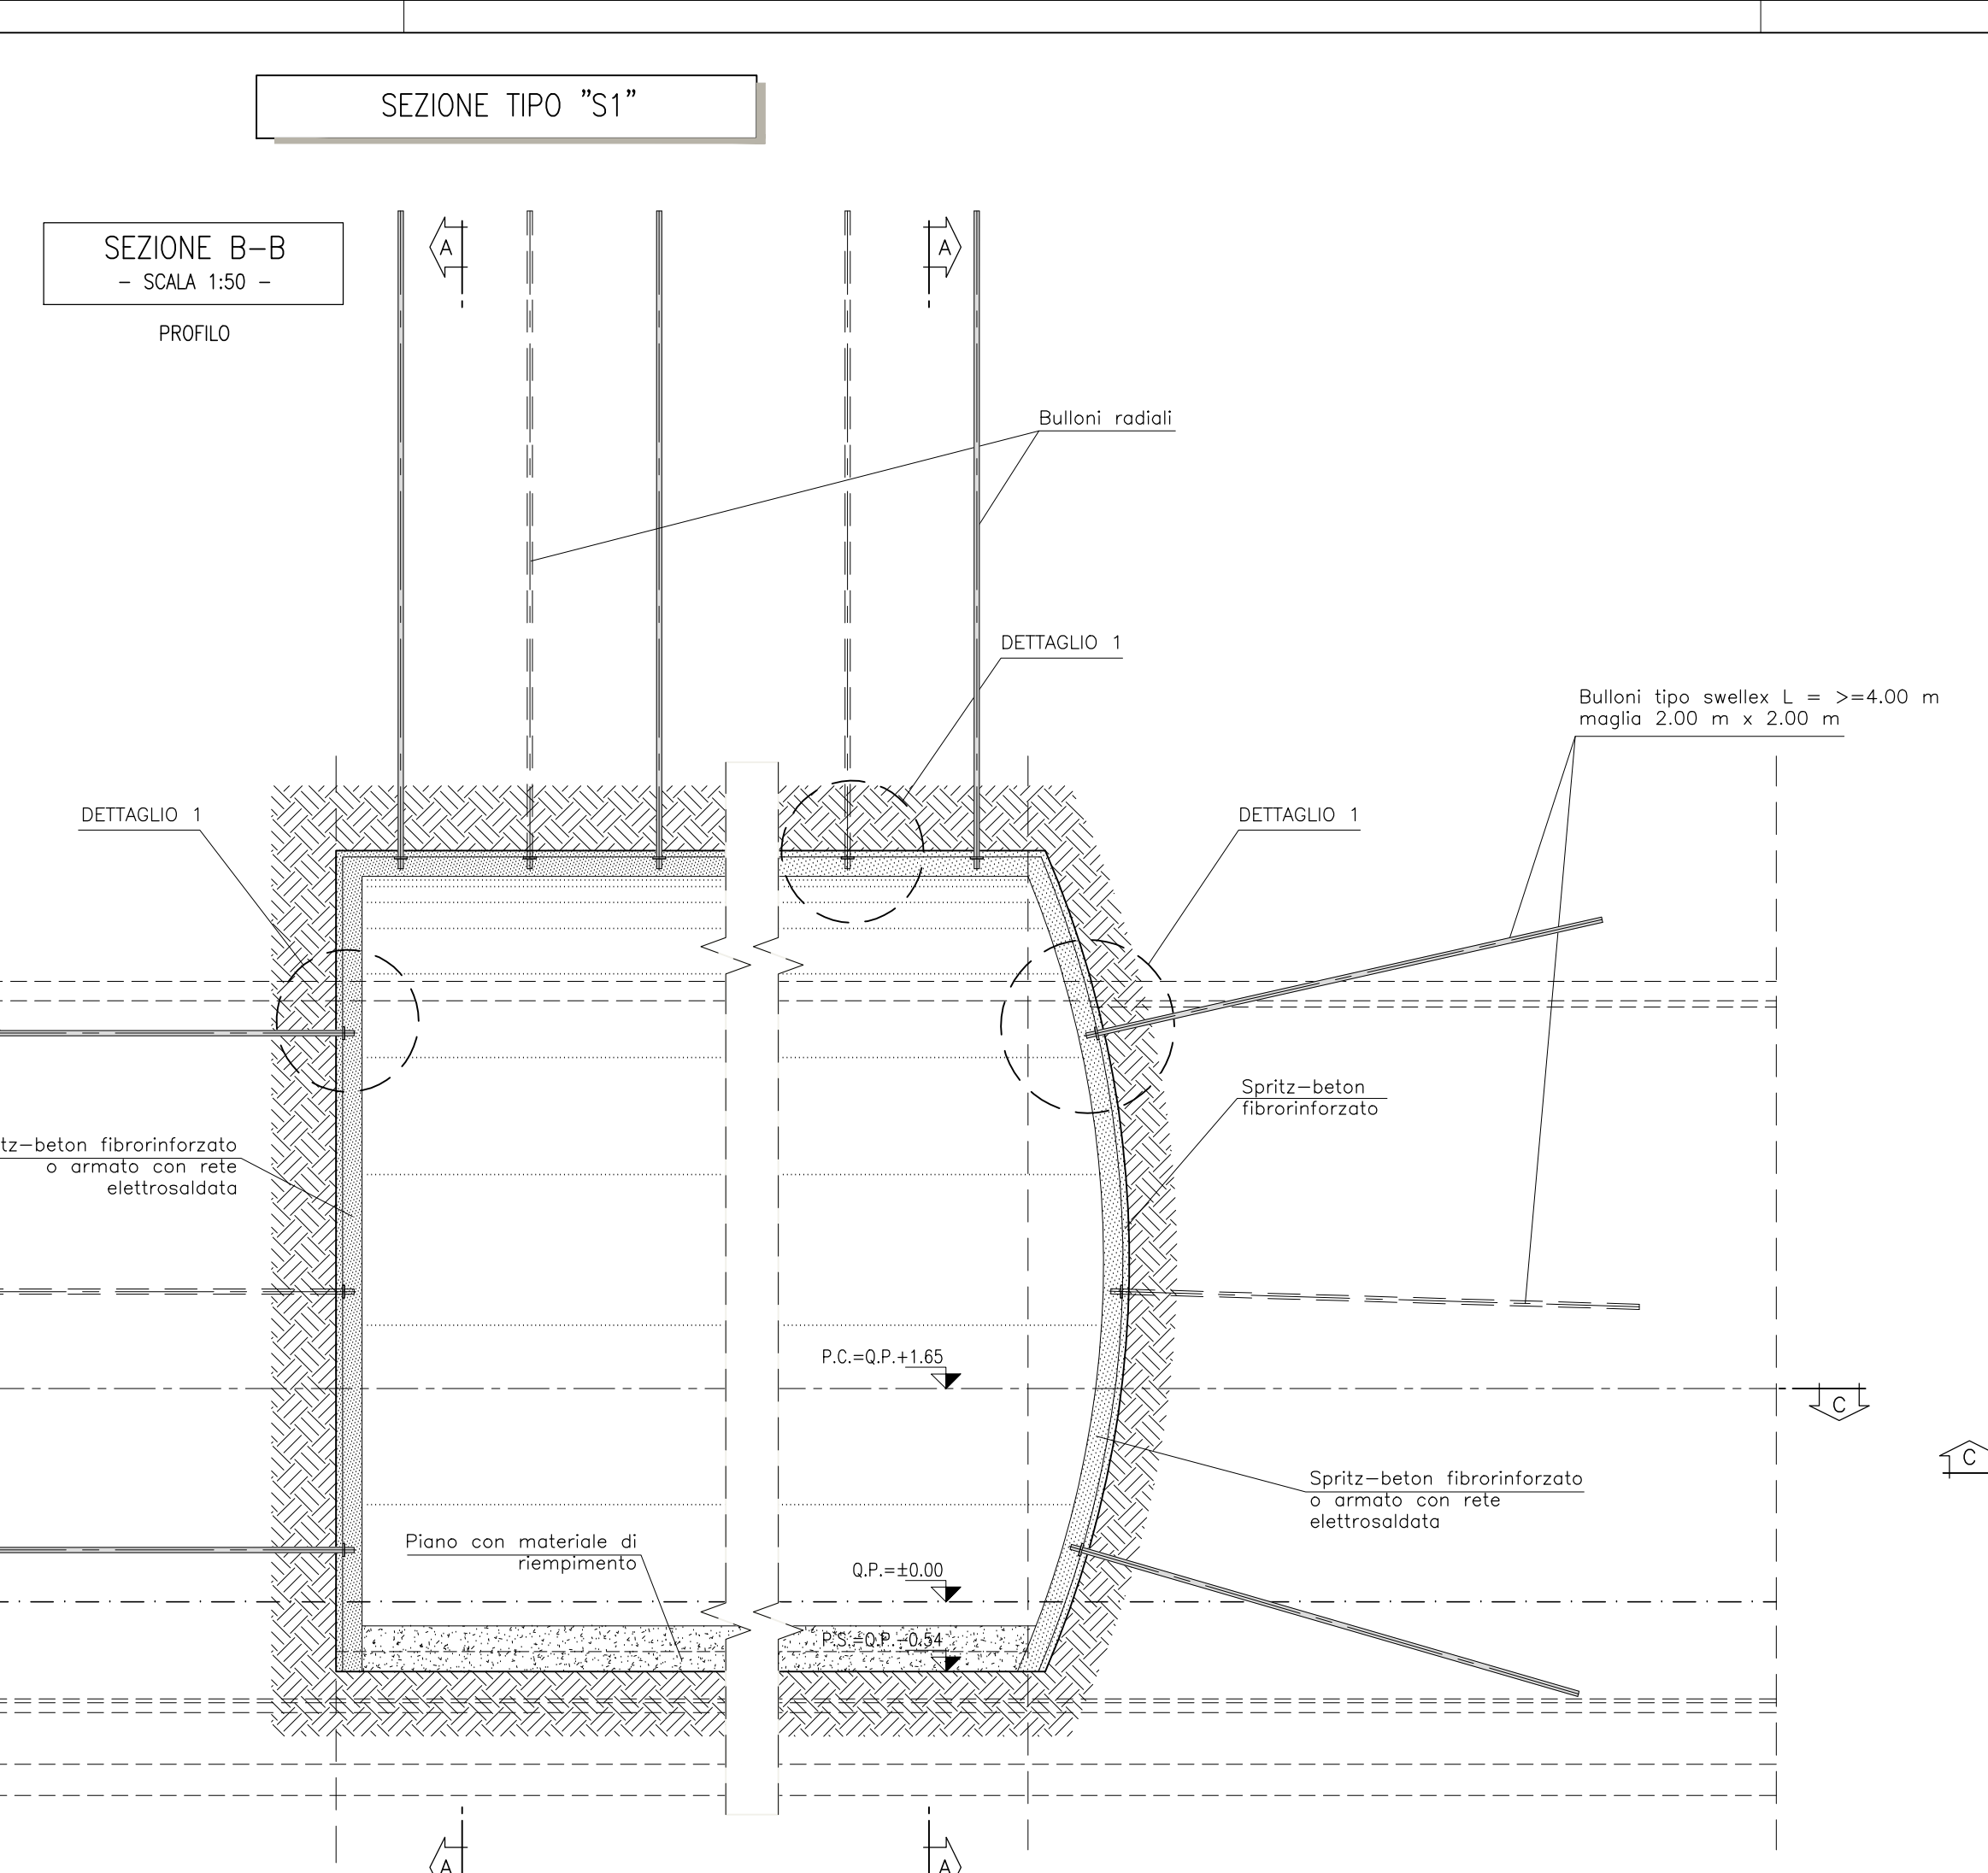 SEZIONE TIPO "S1"
SEZIONE B-B
- SCALA 1:50 -
PROFILO
A
A
Bulloni radiali
DETTAGLIO 1
Bulloni tipo swellex L = >=4.00 m
maglia 2.00 m x 2.00 m
DETTAGLIO 1
DETTAGLIO 1
Spritz-beton
fibrorinforzato
tz-beton fibrorinforzato
o armato con rete
elettrosaldata
P.C.=Q.P.+1.65
C
C
Spritz-beton fibrorinforzato
o armato con rete
elettrosaldata
Piano con materiale di
riempimento
Q.P.=±0.00
P.S.=Q.P.-0.54
A
A